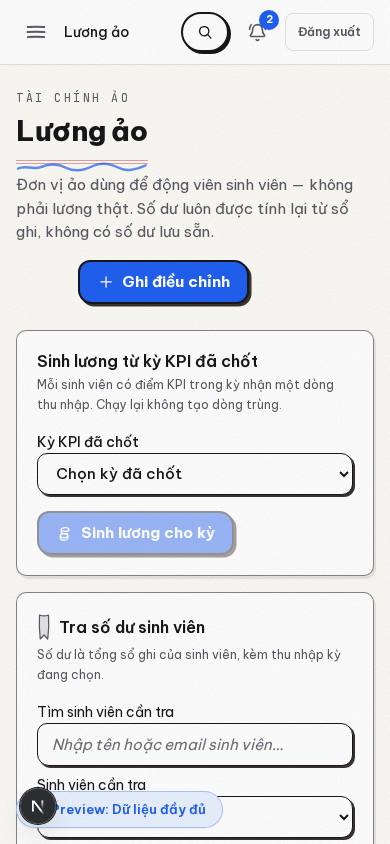 Lương ảo
2
Đăng xuất
TÀI CHÍNH ẢO
Lương ảo
Đơn vị ảo dùng để động viên sinh viên — không
phải lương thật. Số dư luôn được tính lại từ sổ
ghi, không có số dư lưu sẵn.
Ghi điều chỉnh
Sinh lương từ kỳ KPI đã chốt
Mỗi sinh viên có điểm KPI trong kỳ nhận một dòng
thu nhập. Chạy lại không tạo dòng trùng.
Kỳ KPI đã chốt
Chọn kỳ đã chốt
Sinh lương cho kỳ
Tra số dư sinh viên
Số dư là tổng sổ ghi của sinh viên, kèm thu nhập kỳ
đang chọn.
Tìm sinh viên cần tra
Nhập tên hoặc email sinh viên...
Sinh viên cần tra
N
Preview: Dữ liệu đầy đủ